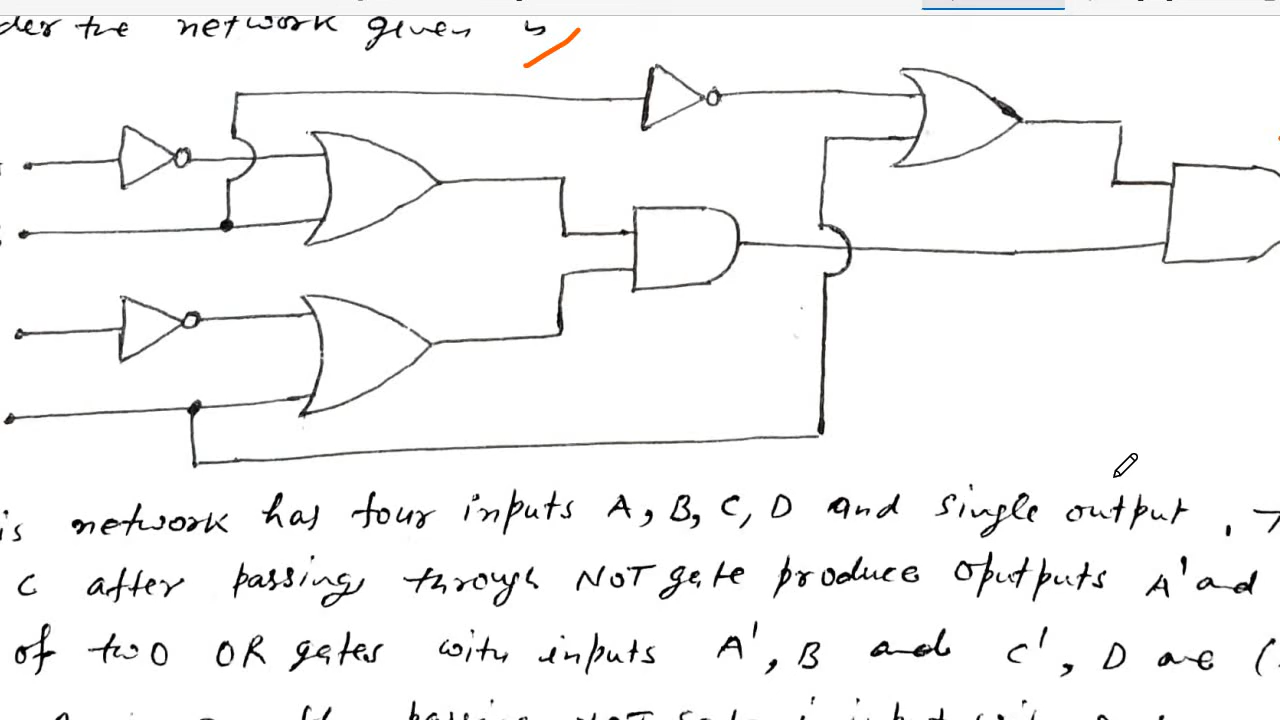 der the network given is
is network has four inputs A, B, C, D and single output.
C after passing through NOT gate produce oputputs A' and
of two OR gates with inputs A', B and C', D are (